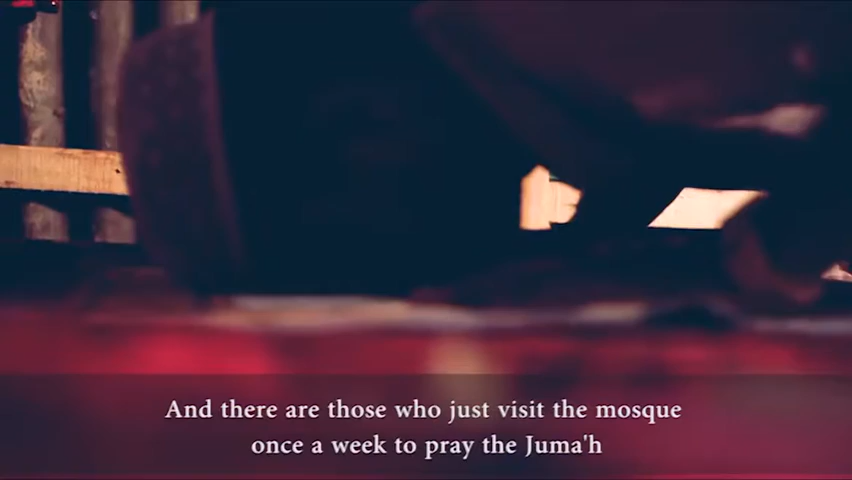 And there are those who just visit the mosque
once a week to pray the Juma'h